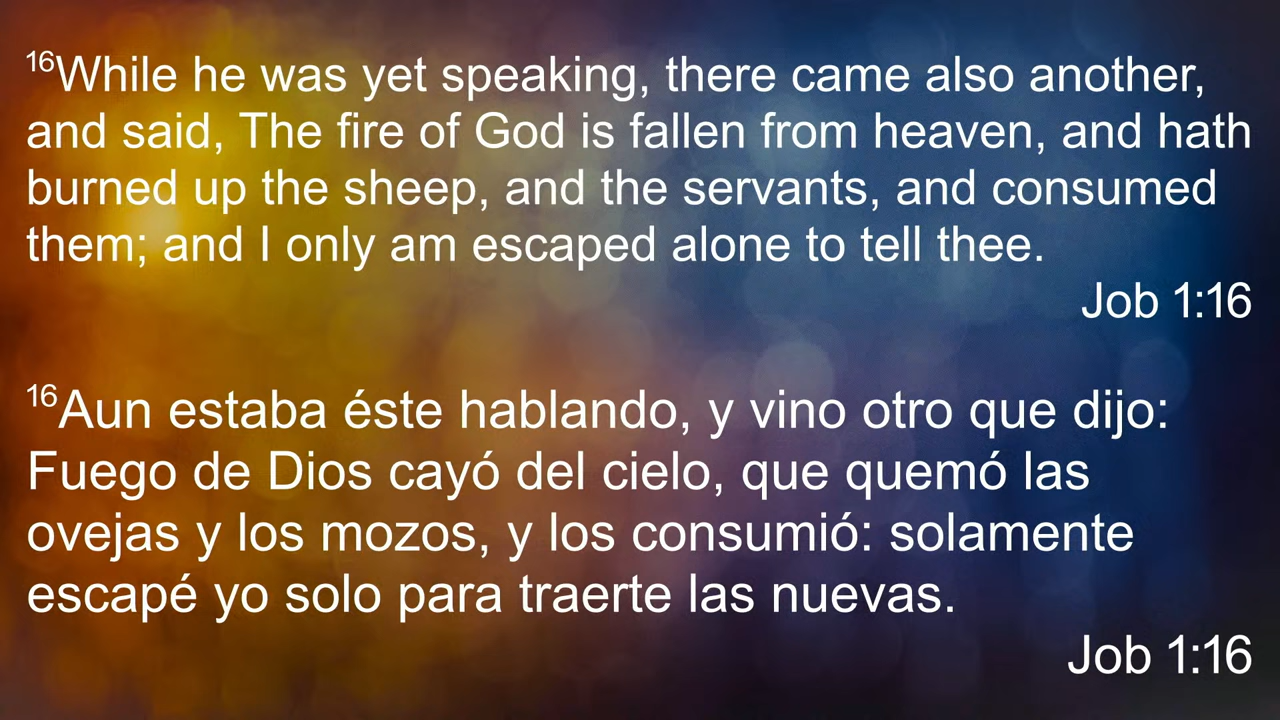 16While he was yet speaking, there came also another,
and said, The fire of God is fallen from heaven, and hath
burned up the sheep, and the servants, and consumed
them; and I only am escaped alone to tell thee.
Job 1:16
16Aun estaba éste hablando, y vino otro que dijo:
Fuego de Dios cayó del cielo, que quemó las
ovejas y los mozos, y los consumió: solamente
escapé yo solo para traerte las nuevas.
Job 1:16